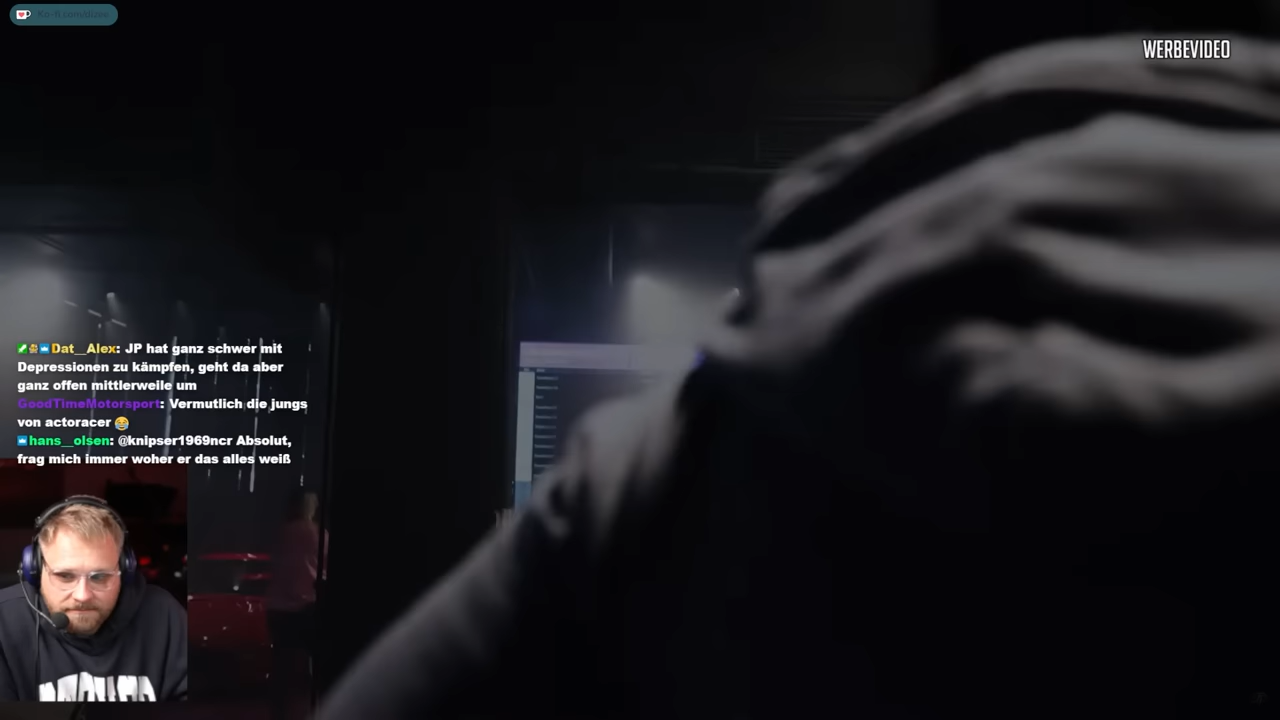 WERBEVIDEO
Dat__Alex: JP hat ganz schwer mit
Depressionen zu kämpfen, geht da aber
ganz offen mittlerweile um
GoodTimeMotorsport: Vermutlich die jungs
von actoracer 😂
hans__olsen: @knipser1969ncr Absolut,
frag mich immer woher er das alles weiß